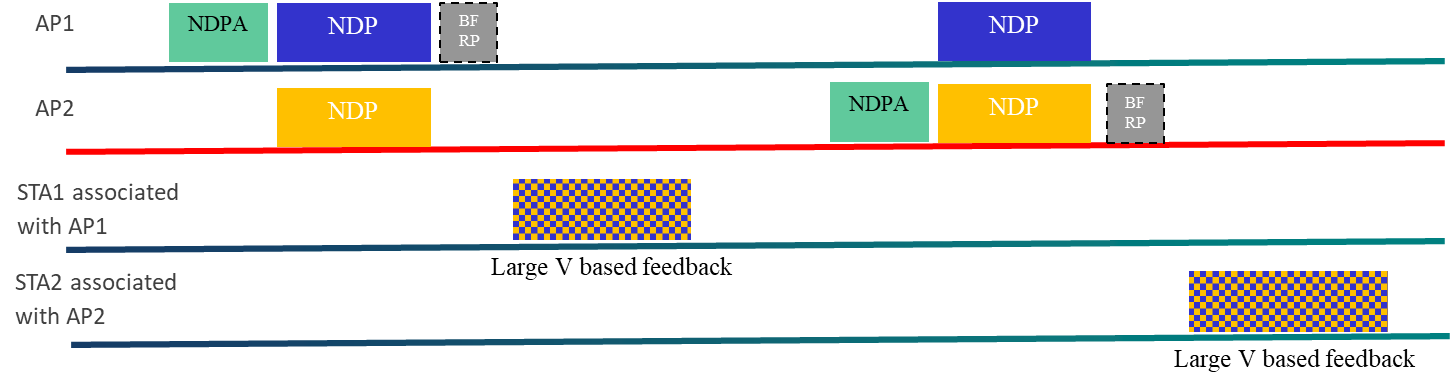 AP1
NDPA
NDP
BF
RP
NDP
AP2
NDP
NDPA
NDP
BF
RP
STA1 associated
with AP1
Large V based feedback
STA2 associated
with AP2
Large V based feedback